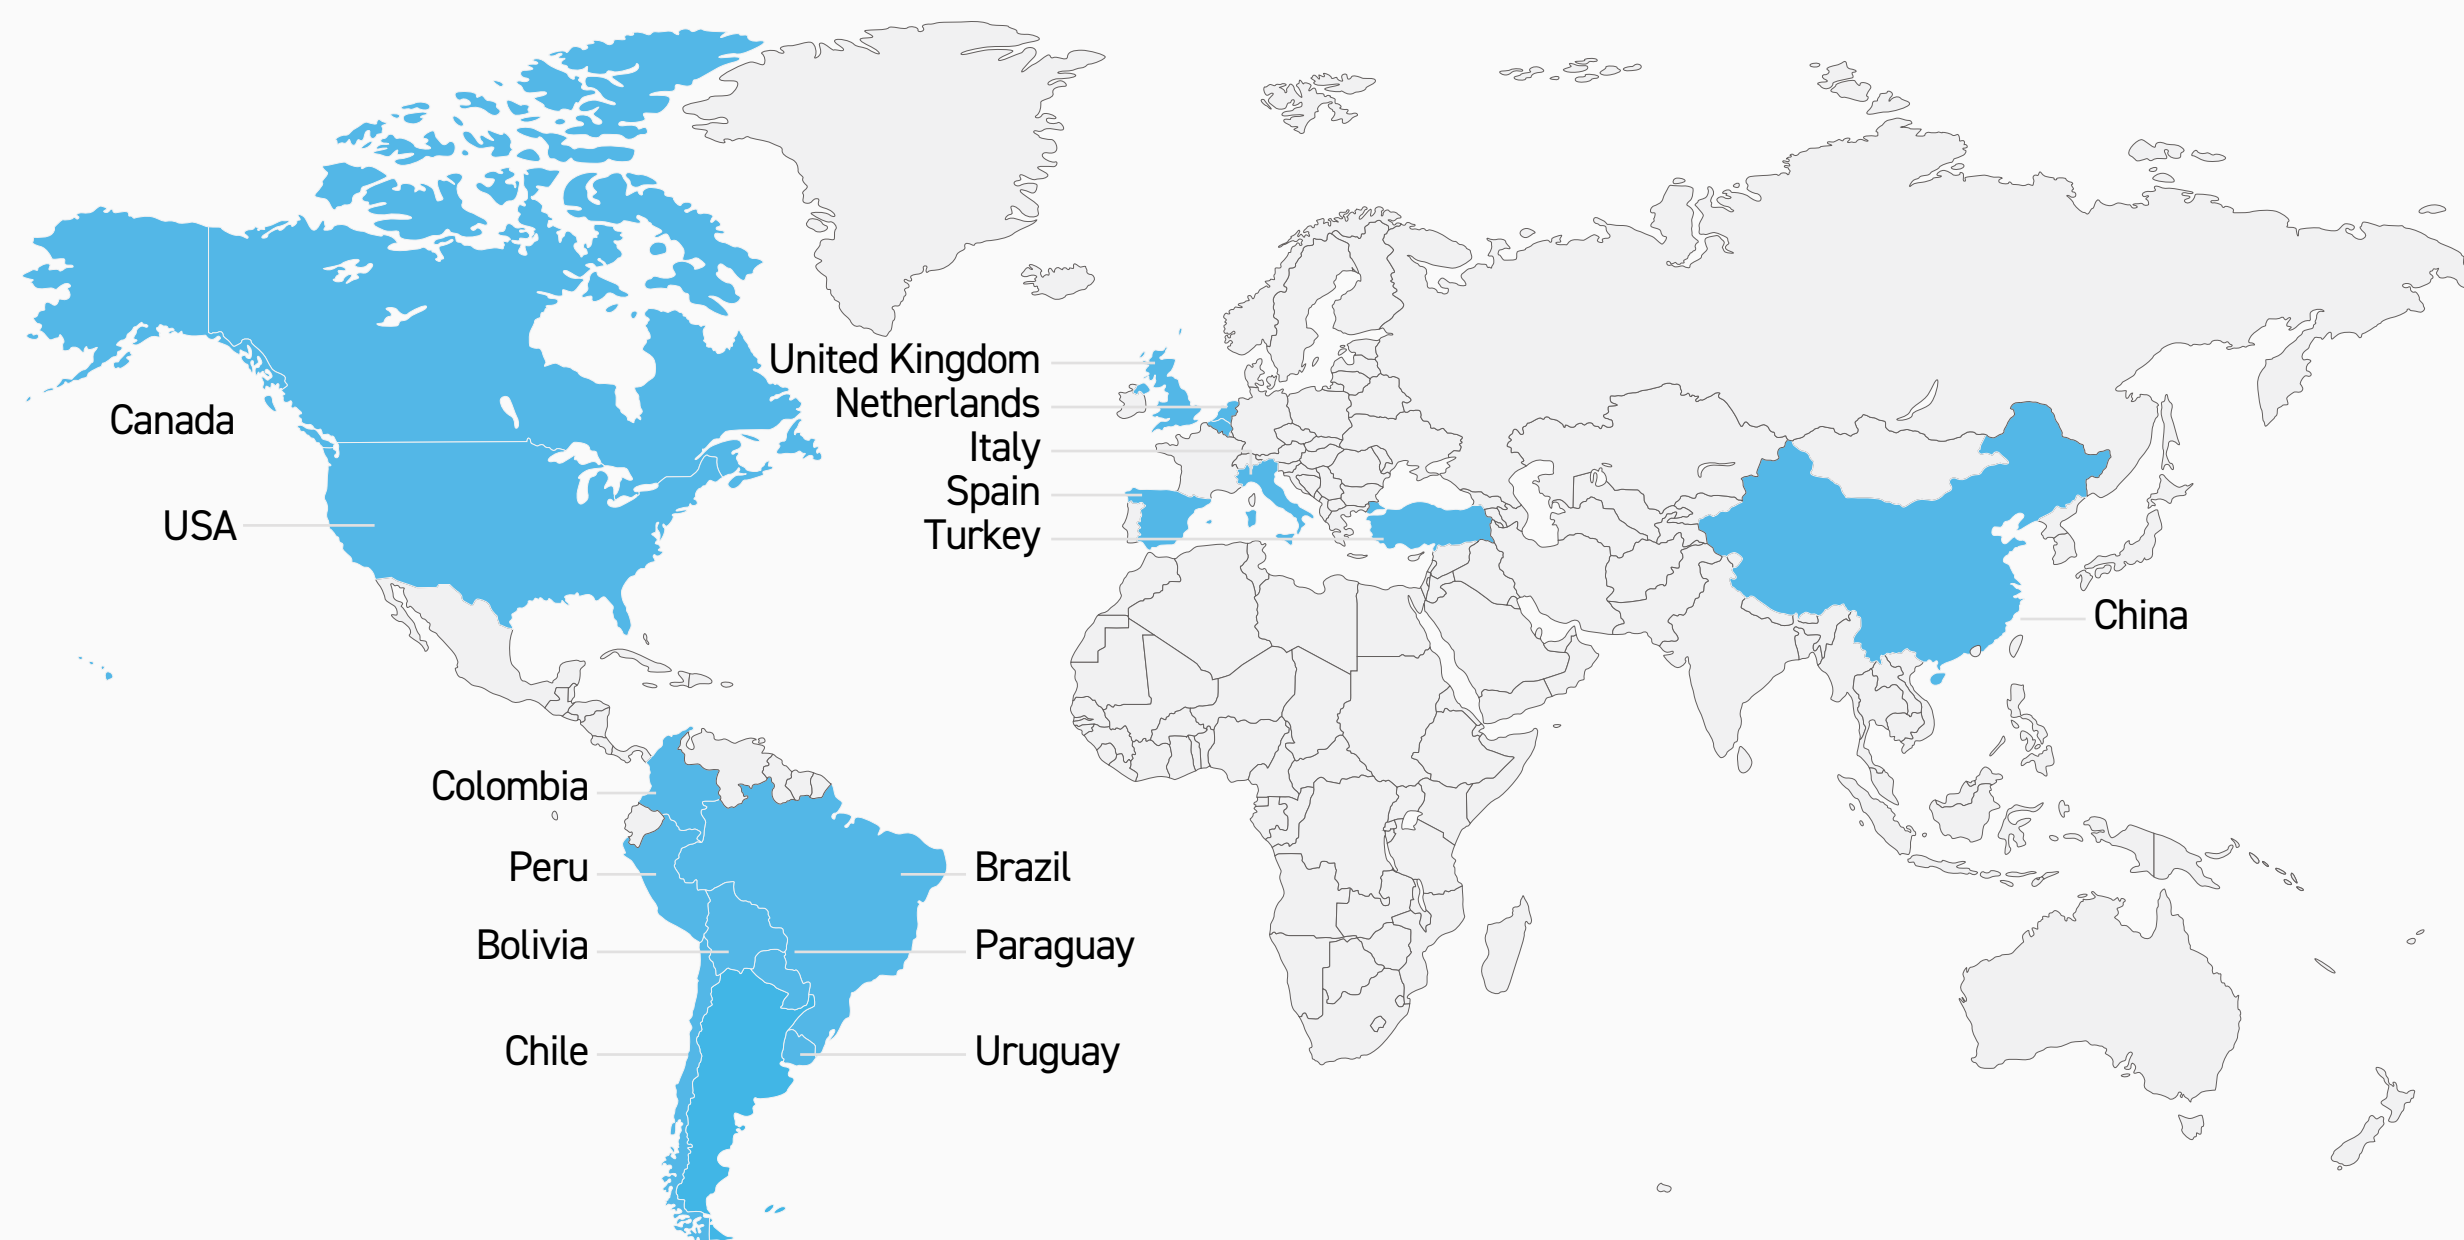 United Kingdom
Netherlands
Canada
Italy
Spain
USA
Turkey
China
Colombia
Peru
Brazil
Bolivia
Paraguay
Chile
Uruguay